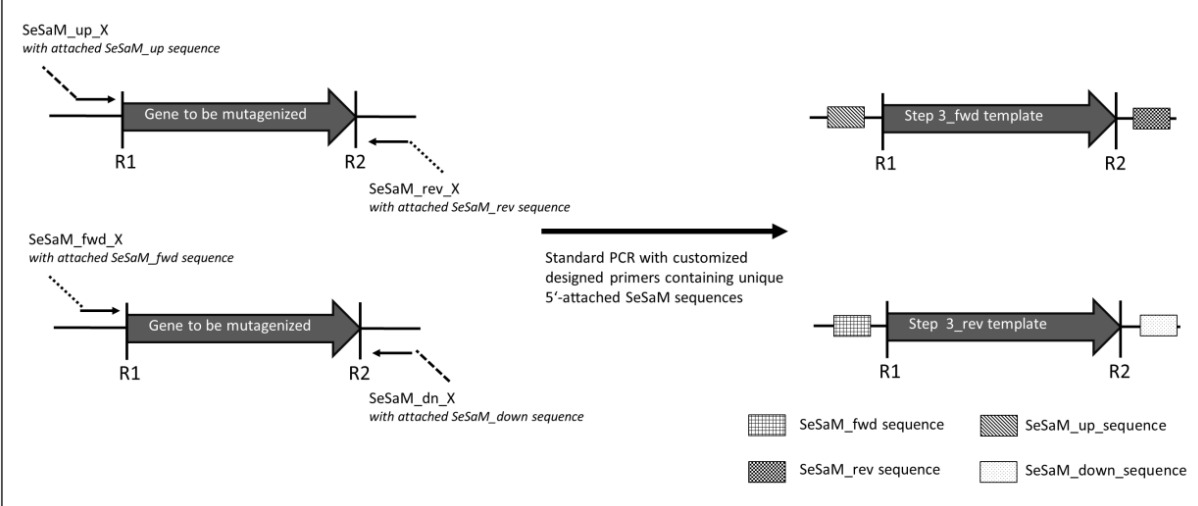 SeSaM_up_X
with attached SeSaM_up sequence
Gene to be mutagenized
R1
R2
SeSaM_rev_X
with attached SeSaM_rev sequence
SeSaM_fwd_X
with attached SeSaM_fwd sequence
Gene to be mutagenized
R1
R2
SeSaM_dn_X
with attached SeSaM_down sequence
Standard PCR with customized
designed primers containing unique
5‘-attached SeSaM sequences
Step 3_fwd template
R1
R2
Step 3_rev template
R1
R2
SeSaM_fwd sequence
SeSaM_up_sequence
SeSaM_rev sequence
SeSaM_down_sequence